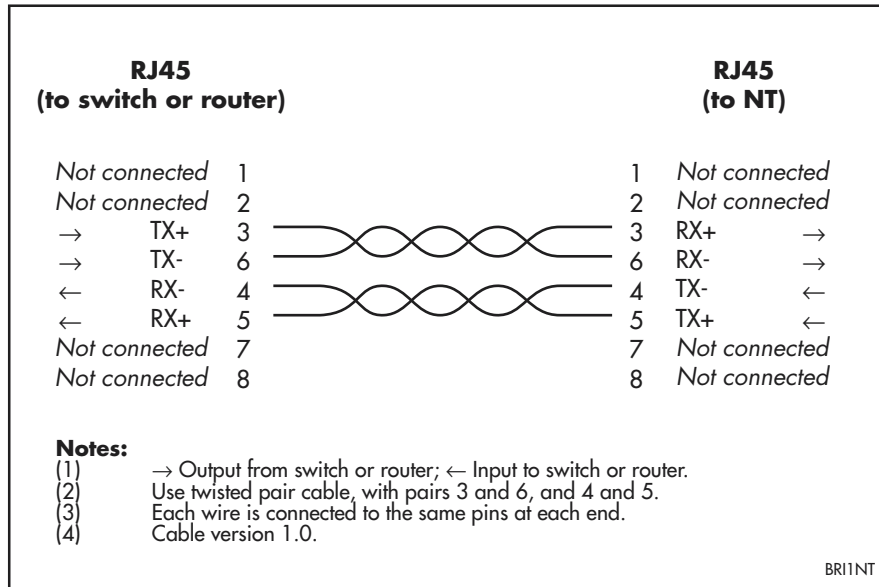 RJ45
(to switch or router)
RJ45
(to NT)
Not connected 1 1 Not connected
Not connected 2 2 Not connected
→ TX+ 3 3 RX+ →
→ TX- 6 6 RX- →
← RX- 4 4 TX- ←
← RX+ 5 5 TX+ ←
Not connected 7 7 Not connected
Not connected 8 8 Not connected
Notes:
(1) → Output from switch or router; ← Input to switch or router.
(2) Use twisted pair cable, with pairs 3 and 6, and 4 and 5.
(3) Each wire is connected to the same pins at each end.
(4) Cable version 1.0.
BRI1NT